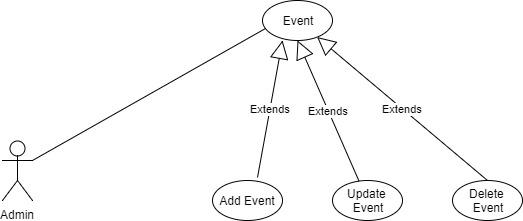 Event
Extends
Extends
Extends
Admin
Add Event
Update
Event
Delete
Event